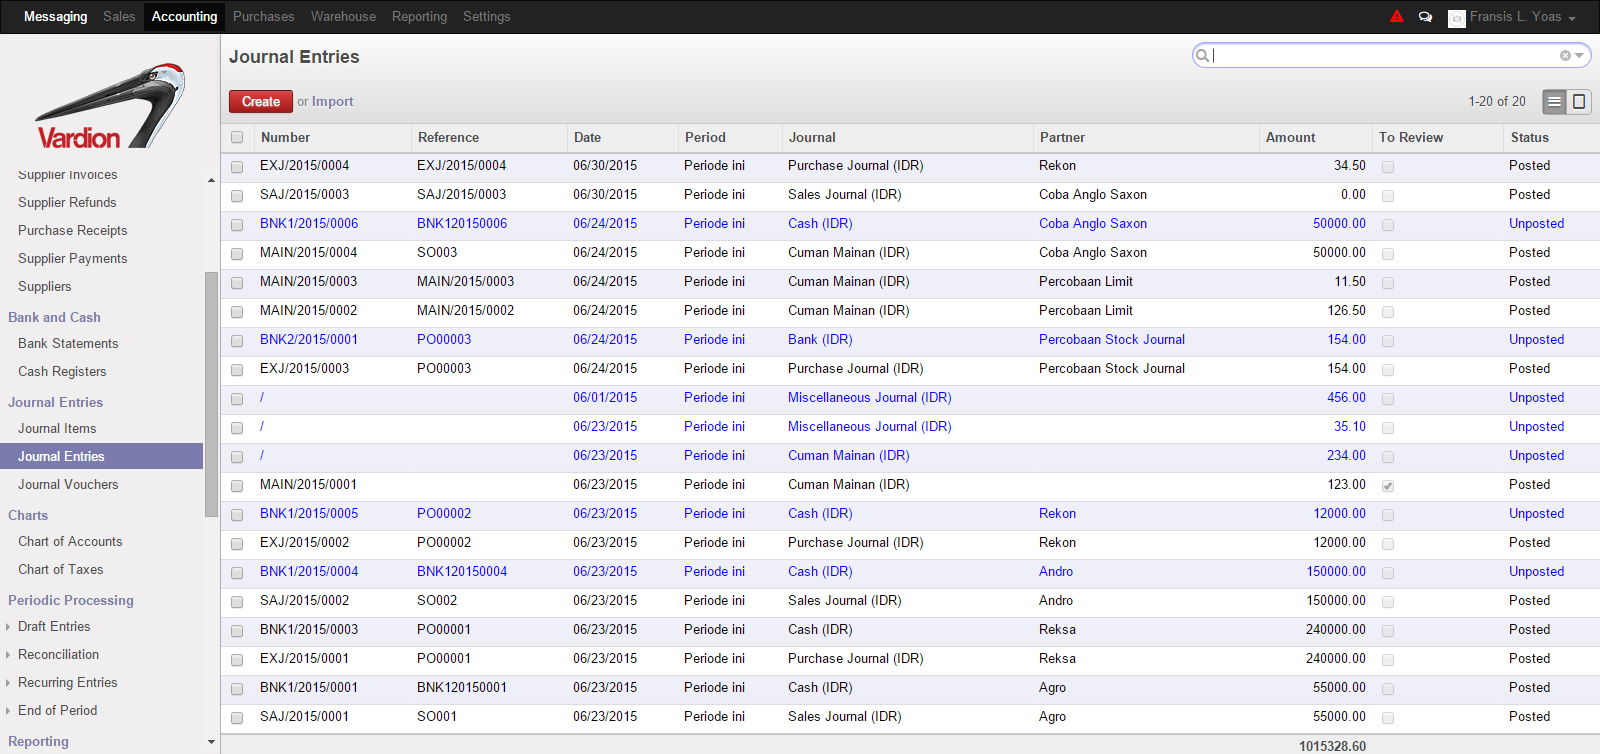 Messaging Sales Accounting Purchases Warehouse Reporting Settings Fransis L. Yoas
Vardion
Supplier Invoices
Supplier Refunds
Purchase Receipts
Supplier Payments
Suppliers
Bank and Cash
Bank Statements
Cash Registers
Journal Entries
Journal Items
Journal Entries
Journal Vouchers
Charts
Chart of Accounts
Chart of Taxes
Periodic Processing
Draft Entries
Reconciliation
Recurring Entries
End of Period
Reporting
Journal Entries
Create or Import 1-20 of 20
Number Reference Date Period Journal Partner Amount To Review Status
EXJ/2015/0004 EXJ/2015/0004 06/30/2015 Periode ini Purchase Journal (IDR) Rekon 34.50 Posted
SAJ/2015/0003 SAJ/2015/0003 06/30/2015 Periode ini Sales Journal (IDR) Coba Anglo Saxon 0.00 Posted
BNK1/2015/0006 BNK120150006 06/24/2015 Periode ini Cash (IDR) Coba Anglo Saxon 50000.00 Unposted
MAIN/2015/0004 SO003 06/24/2015 Periode ini Cuman Mainan (IDR) Coba Anglo Saxon 50000.00 Posted
MAIN/2015/0003 MAIN/2015/0003 06/24/2015 Periode ini Cuman Mainan (IDR) Percobaan Limit 11.50 Posted
MAIN/2015/0002 MAIN/2015/0002 06/24/2015 Periode ini Cuman Mainan (IDR) Percobaan Limit 126.50 Posted
BNK2/2015/0001 PO00003 06/24/2015 Periode ini Bank (IDR) Percobaan Stock Journal 154.00 Unposted
EXJ/2015/0003 PO00003 06/24/2015 Periode ini Purchase Journal (IDR) Percobaan Stock Journal 154.00 Posted
/ 06/01/2015 Periode ini Miscellaneous Journal (IDR) 456.00 Unposted
/ 06/23/2015 Periode ini Miscellaneous Journal (IDR) 35.10 Unposted
/ 06/23/2015 Periode ini Cuman Mainan (IDR) 234.00 Unposted
MAIN/2015/0001 06/23/2015 Periode ini Cuman Mainan (IDR) 123.00 Posted
BNK1/2015/0005 PO00002 06/23/2015 Periode ini Cash (IDR) Rekon 12000.00 Unposted
EXJ/2015/0002 PO00002 06/23/2015 Periode ini Purchase Journal (IDR) Rekon 12000.00 Posted
BNK1/2015/0004 BNK120150004 06/23/2015 Periode ini Cash (IDR) Andro 150000.00 Unposted
SAJ/2015/0002 SO002 06/23/2015 Periode ini Sales Journal (IDR) Andro 150000.00 Posted
BNK1/2015/0003 PO00001 06/23/2015 Periode ini Cash (IDR) Reksa 240000.00 Posted
EXJ/2015/0001 PO00001 06/23/2015 Periode ini Purchase Journal (IDR) Reksa 240000.00 Posted
BNK1/2015/0001 BNK120150001 06/23/2015 Periode ini Cash (IDR) Agro 55000.00 Posted
SAJ/2015/0001 SO001 06/23/2015 Periode ini Sales Journal (IDR) Agro 55000.00 Posted
1015328.60